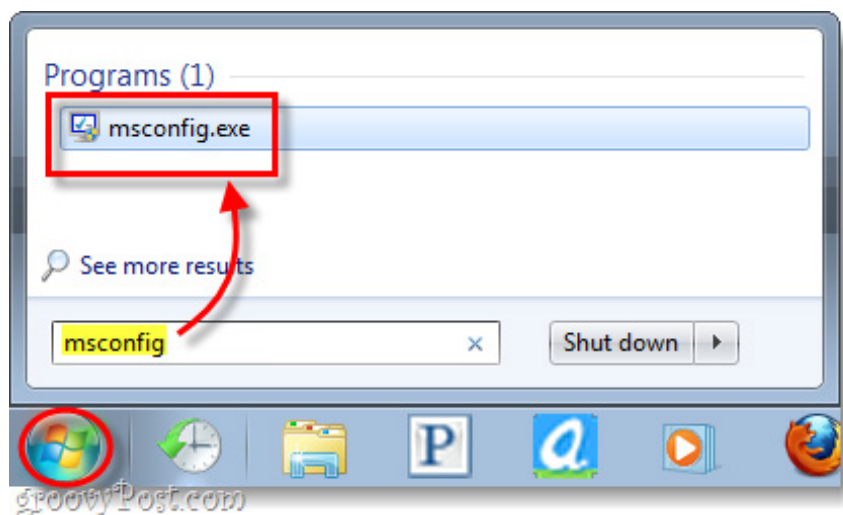 Programs (1)
msconfig.exe
See more results
msconfig
Shut down
P
a
groovyPost.com